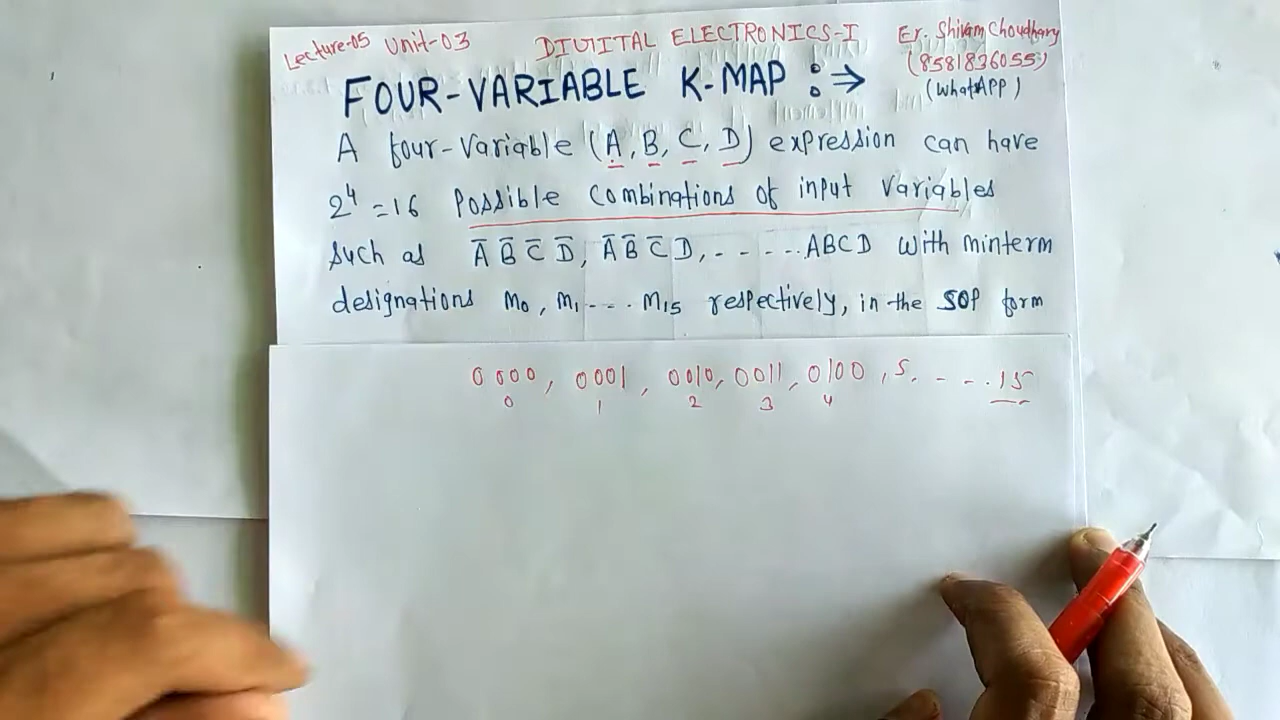 Lecture-05 Unit-03 DIGITAL ELECTRONICS-I Er. Shivam Choudhary
(8581836055)
FOUR-VARIABLE K-MAP :⇒ (WhatsAPP)
A four-Variable (A, B, C, D) expression can have
2⁴ = 16 Possible Combinations of input Variables
such as A̅ B̅ C̅ D̅, A̅ B̅ C̅ D, - - - ... ABCD with minterm
designations m₀, m₁ - - - . m₁₅ respectively, in the SOP form
0000, 0001, 0010, 0011, 0100, 5. - - .. 15
0 1 2 3 4